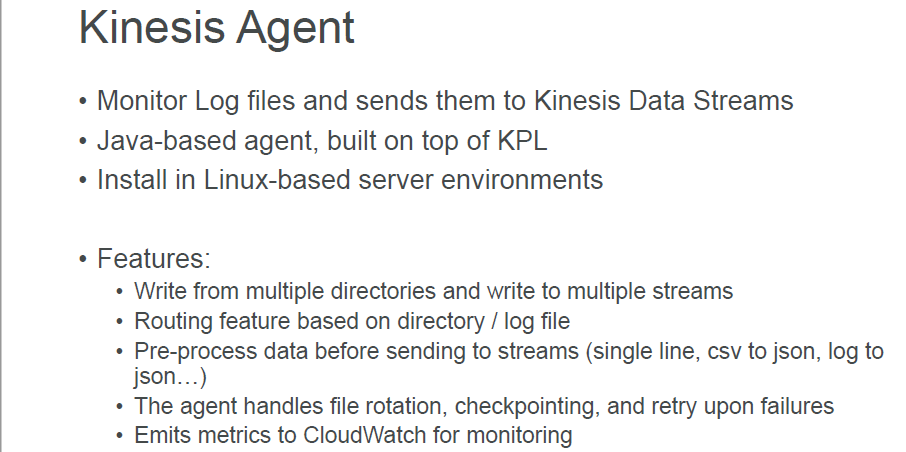 Kinesis Agent
• Monitor Log files and sends them to Kinesis Data Streams
• Java-based agent, built on top of KPL
• Install in Linux-based server environments
• Features:
• Write from multiple directories and write to multiple streams
• Routing feature based on directory / log file
• Pre-process data before sending to streams (single line, csv to json, log to
json…)
• The agent handles file rotation, checkpointing, and retry upon failures
• Emits metrics to CloudWatch for monitoring